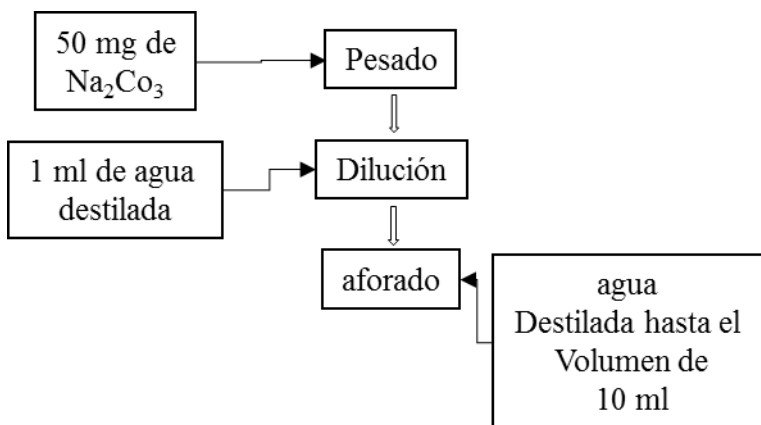 50 mg de
Na₂Co₃
Pesado
1 ml de agua
destilada
Dilución
aforado
agua
Destilada hasta el
Volumen de
10 ml